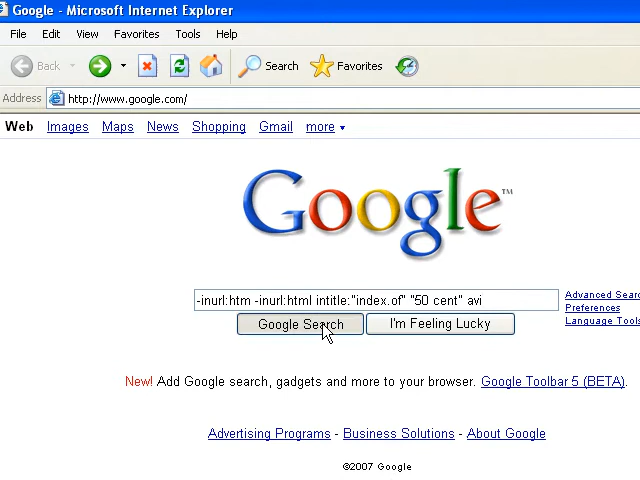 Google - Microsoft Internet Explorer
File Edit View Favorites Tools Help
Back Search Favorites
Address http://www.google.com/
Web Images Maps News Shopping Gmail more
Google™
-inurl:htm -inurl:html intitle:"index.of" "50 cent" avi
Advanced Sear
Preferences
Language Tools
Google Search I'm Feeling Lucky
New! Add Google search, gadgets and more to your browser. Google Toolbar 5 (BETA).
Advertising Programs - Business Solutions - About Google
©2007 Google